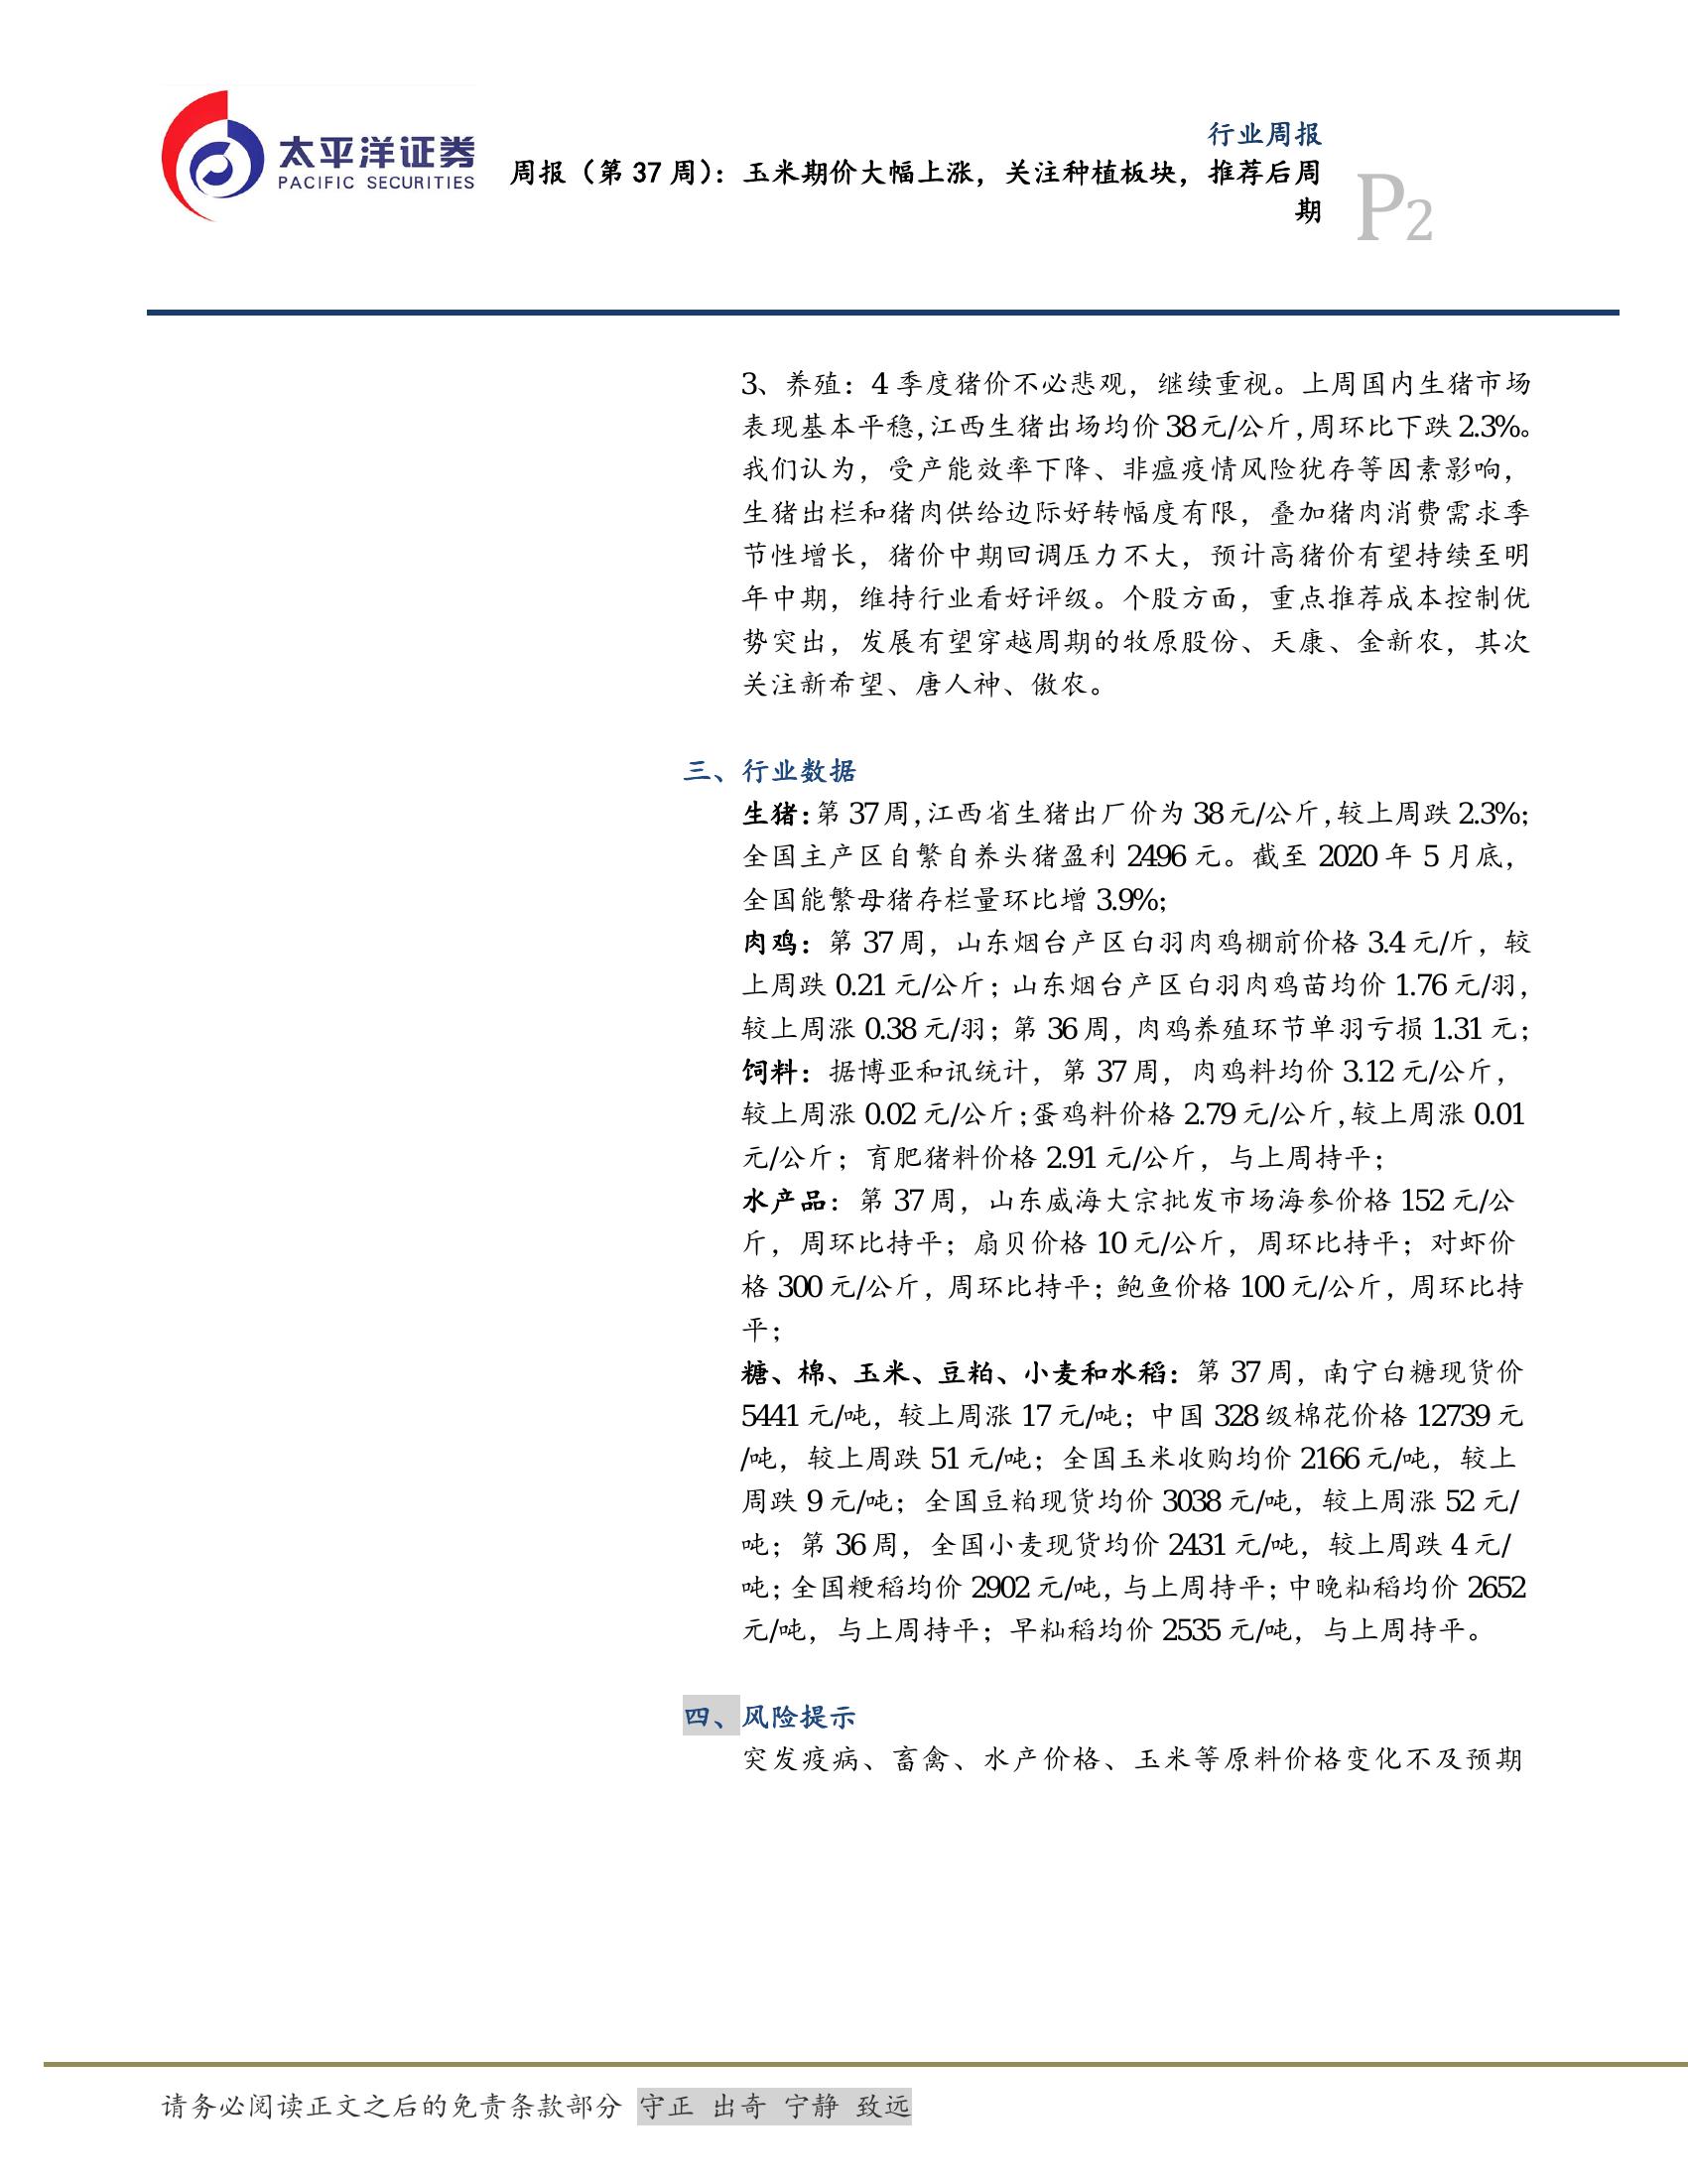 太平洋证券
PACIFIC SECURITIES
行业周报
周报（第 37 周）：玉米期价大幅上涨，关注种植板块，推荐后周
期
P2
3、养殖：4 季度猪价不必悲观，继续重视。上周国内生猪市场
表现基本平稳，江西生猪出场均价 38 元/公斤，周环比下跌 2.3%。
我们认为，受产能效率下降、非瘟疫情风险犹存等因素影响，
生猪出栏和猪肉供给边际好转幅度有限，叠加猪肉消费需求季
节性增长，猪价中期回调压力不大，预计高猪价有望持续至明
年中期，维持行业看好评级。个股方面，重点推荐成本控制优
势突出，发展有望穿越周期的牧原股份、天康、金新农，其次
关注新希望、唐人神、傲农。
三、行业数据
生猪：第 37 周，江西省生猪出厂价为 38 元/公斤，较上周跌 2.3%；
全国主产区自繁自养头猪盈利 2496 元。截至 2020 年 5 月底，
全国能繁母猪存栏量环比增 3.9%；
肉鸡：第 37 周，山东烟台产区白羽肉鸡棚前价格 3.4 元/斤，较
上周跌 0.21 元/公斤；山东烟台产区白羽肉鸡苗均价 1.76 元/羽，
较上周涨 0.38 元/羽；第 36 周，肉鸡养殖环节单羽亏损 1.31 元；
饲料：据博亚和讯统计，第 37 周，肉鸡料均价 3.12 元/公斤，
较上周涨 0.02 元/公斤；蛋鸡料价格 2.79 元/公斤，较上周涨 0.01
元/公斤；育肥猪料价格 2.91 元/公斤，与上周持平；
水产品：第 37 周，山东威海大宗批发市场海参价格 152 元/公
斤，周环比持平；扇贝价格 10 元/公斤，周环比持平；对虾价
格 300 元/公斤，周环比持平；鲍鱼价格 100 元/公斤，周环比持
平；
糖、棉、玉米、豆粕、小麦和水稻：第 37 周，南宁白糖现货价
5441 元/吨，较上周涨 17 元/吨；中国 328 级棉花价格 12739 元
/吨，较上周跌 51 元/吨；全国玉米收购均价 2166 元/吨，较上
周跌 9 元/吨；全国豆粕现货均价 3038 元/吨，较上周涨 52 元/
吨；第 36 周，全国小麦现货均价 2431 元/吨，较上周跌 4 元/
吨；全国粳稻均价 2902 元/吨，与上周持平；中晚籼稻均价 2652
元/吨，与上周持平；早籼稻均价 2535 元/吨，与上周持平。
四、风险提示
突发疫病、畜禽、水产价格、玉米等原料价格变化不及预期
请务必阅读正文之后的免责条款部分 守正 出奇 宁静 致远